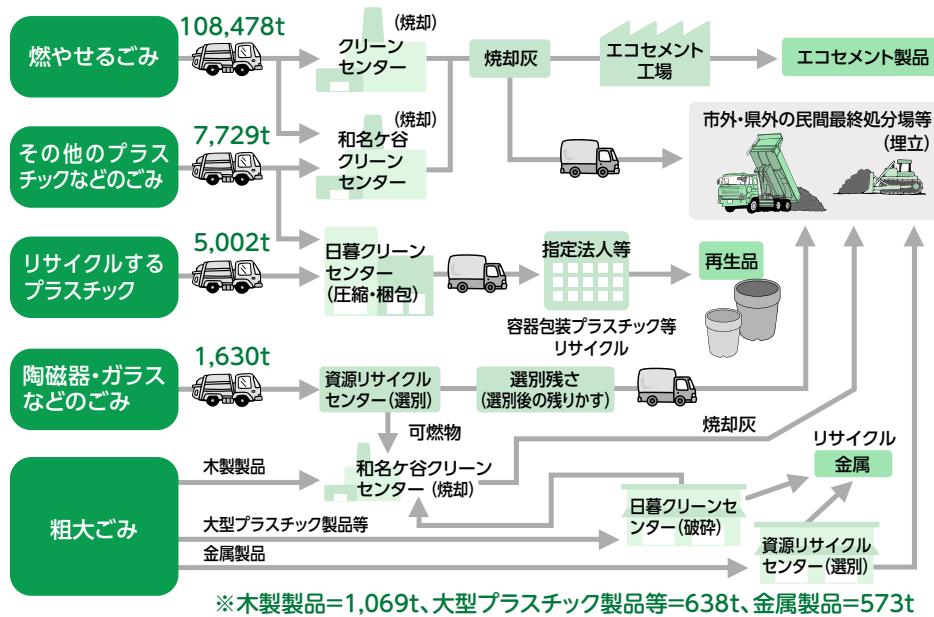 燃やせるごみ
108,478t
(焼却)
クリーン
センター
焼却灰
エコセメント
工場
エコセメント製品
その他のプラス
チックなどのごみ
7,729t
(焼却)
和名ケ谷
クリーン
センター
市外・県外の民間最終処分場等
(埋立)
リサイクルする
プラスチック
5,002t
日暮クリーン
センター
(圧縮・梱包)
指定法人等
容器包装プラスチック等
リサイクル
再生品
陶磁器・ガラス
などのごみ
1,630t
資源リサイクル
センター(選別)
選別残さ
(選別後の残りかす)
可燃物
焼却灰
粗大ごみ
木製製品
和名ケ谷クリーン
センター (焼却)
リサイクル
金属
大型プラスチック製品等
日暮クリーンセ
ンター(破砕)
金属製品
資源リサイクル
センター(選別)
※木製製品=1,069t、大型プラスチック製品等=638t、金属製品=573t